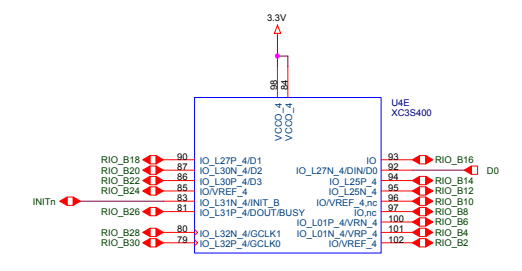 3.3V
98
84
U4E
XC3S400
VCCO_4
VCCO_4
RIO_B18 90 IO_L27P_4/D1 IO 93 RIO_B16
RIO_B20 87 IO_L30N_4/D2 IO_L27N_4/DIN/D0 92 D0
RIO_B22 86 IO_L30P_4/D3 IO_L25P_4 94 RIO_B14
RIO_B24 85 IO/VREF_4 IO_L25N_4 95 RIO_B12
INITn 83 IO_L31N_4/INIT_B IO/VREF_4,nc 96 RIO_B10
RIO_B26 81 IO_L31P_4/DOUT/BUSY IO,nc 97 RIO_B8
IO_L01P_4/VRN_4 100 RIO_B6
RIO_B28 80 IO_L32N_4/GCLK1 IO_L01N_4/VRP_4 101 RIO_B4
RIO_B30 79 IO_L32P_4/GCLK0 IO/VREF_4 102 RIO_B2